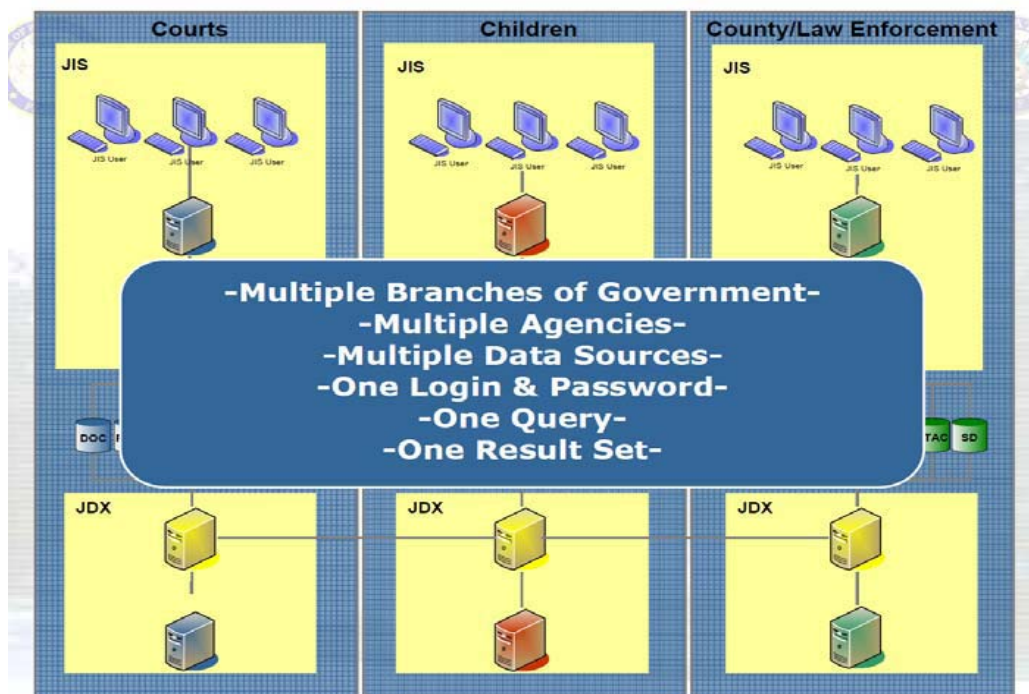 Courts
Children
County/Law Enforcement
JIS
JIS
JIS
JIS User
JIS User
JIS User
JIS User
JIS User
JIS User
JIS User
JIS User
JIS User
-Multiple Branches of Government-
-Multiple Agencies-
-Multiple Data Sources-
-One Login & Password-
-One Query-
-One Result Set-
DOC
TAC
SD
JDX
JDX
JDX